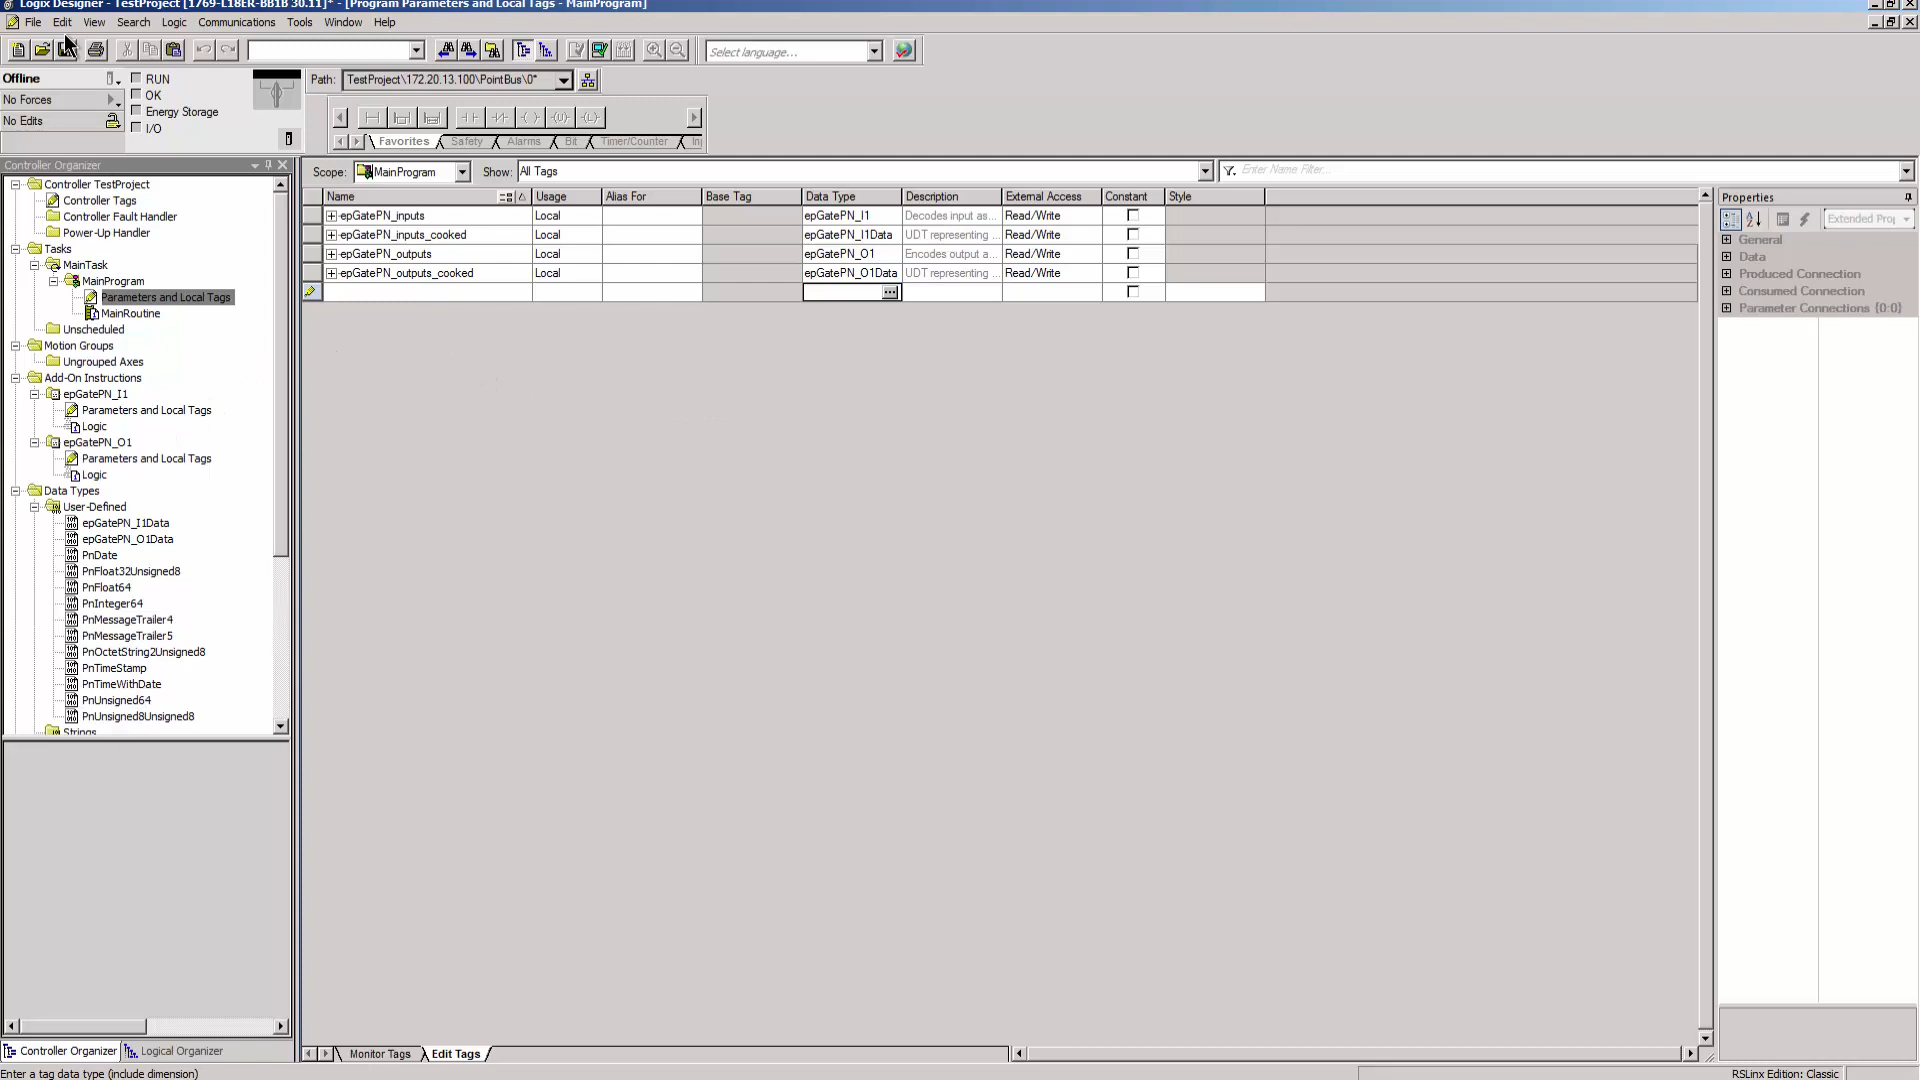 Logix Designer - TestProject [1769-L18ER-BB1B 30.11]* - [Program Parameters and Local Tags - MainProgram]
File Edit View Search Logic Communications Tools Window Help
Select language...
Offline
RUN
No Forces
OK
Energy Storage
No Edits
I/O
Path: TestProject\172.20.13.100\PointBus\0*
Favorites Safety Alarms Bit Timer/Counter In
Controller Organizer
Controller TestProject
Controller Tags
Controller Fault Handler
Power-Up Handler
Tasks
MainTask
MainProgram
Parameters and Local Tags
MainRoutine
Unscheduled
Motion Groups
Ungrouped Axes
Add-On Instructions
epGatePN_I1
Parameters and Local Tags
Logic
epGatePN_O1
Parameters and Local Tags
Logic
Data Types
User-Defined
epGatePN_I1Data
epGatePN_O1Data
PnDate
PnFloat32Unsigned8
PnFloat64
PnInteger64
PnMessageTrailer4
PnMessageTrailer5
PnOctetString2Unsigned8
PnTimeStamp
PnTimeWithDate
PnUnsigned64
PnUnsigned8Unsigned8
Strings
Controller Organizer Logical Organizer
Scope: MainProgram Show: All Tags Enter Name Filter...
Name Usage Alias For Base Tag Data Type Description External Access Constant Style
epGatePN_inputs Local epGatePN_I1 Decodes input as... Read/Write
epGatePN_inputs_cooked Local epGatePN_I1Data UDT representing ... Read/Write
epGatePN_outputs Local epGatePN_O1 Encodes output a... Read/Write
epGatePN_outputs_cooked Local epGatePN_O1Data UDT representing ... Read/Write
Monitor Tags Edit Tags
Properties
Extended Prop
General
Data
Produced Connection
Consumed Connection
Parameter Connections {0:0}
Enter a tag data type (include dimension)
RSLinx Edition: Classic